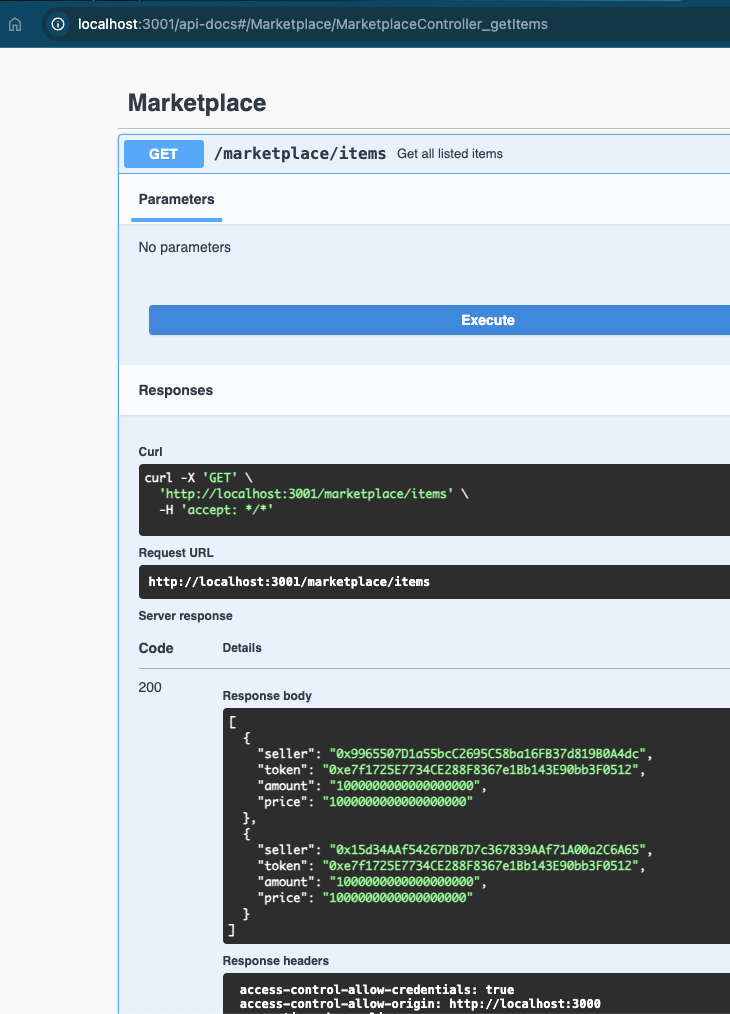 localhost:3001/api-docs#/Marketplace/MarketplaceController_getItems
Marketplace
GET /marketplace/items Get all listed items
Parameters
No parameters
Execute
Responses
Curl
curl -X 'GET' \
'http://localhost:3001/marketplace/items' \
-H 'accept: */*'
Request URL
http://localhost:3001/marketplace/items
Server response
Code Details
200
Response body
[
{
"seller": "0x9965507D1a55bcC2695C58ba16FB37d819B0A4dc",
"token": "0xe7f1725E7734CE288F8367e1Bb143E90bb3F0512",
"amount": "1000000000000000000",
"price": "1000000000000000000"
},
{
"seller": "0x15d34AAf54267DB7D7c367839AAf71A00a2C6A65",
"token": "0xe7f1725E7734CE288F8367e1Bb143E90bb3F0512",
"amount": "1000000000000000000",
"price": "1000000000000000000"
}
]
Response headers
access-control-allow-credentials: true
access-control-allow-origin: http://localhost:3000